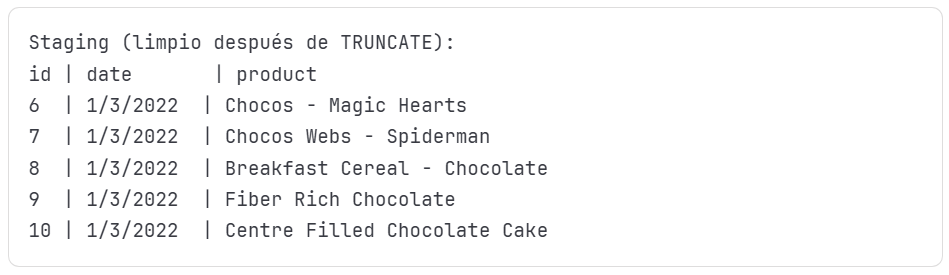 Staging (limpio después de TRUNCATE):
id | date       | product
6  | 1/3/2022  | Chocos - Magic Hearts
7  | 1/3/2022  | Chocos Webs - Spiderman
8  | 1/3/2022  | Breakfast Cereal - Chocolate
9  | 1/3/2022  | Fiber Rich Chocolate
10 | 1/3/2022  | Centre Filled Chocolate Cake